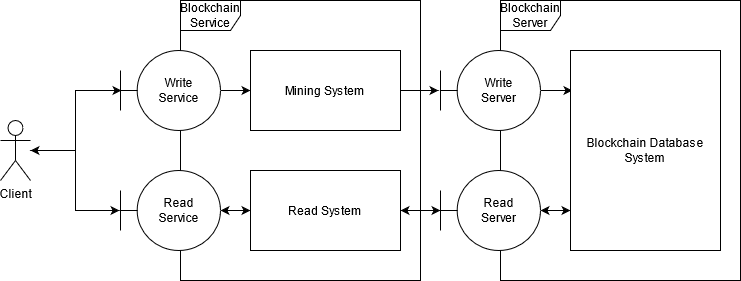 Blockchain
Service
Blockchain
Server
Write
Service
Mining System
Write
Server
Blockchain Database
System
Client
Read
Service
Read System
Read
Server